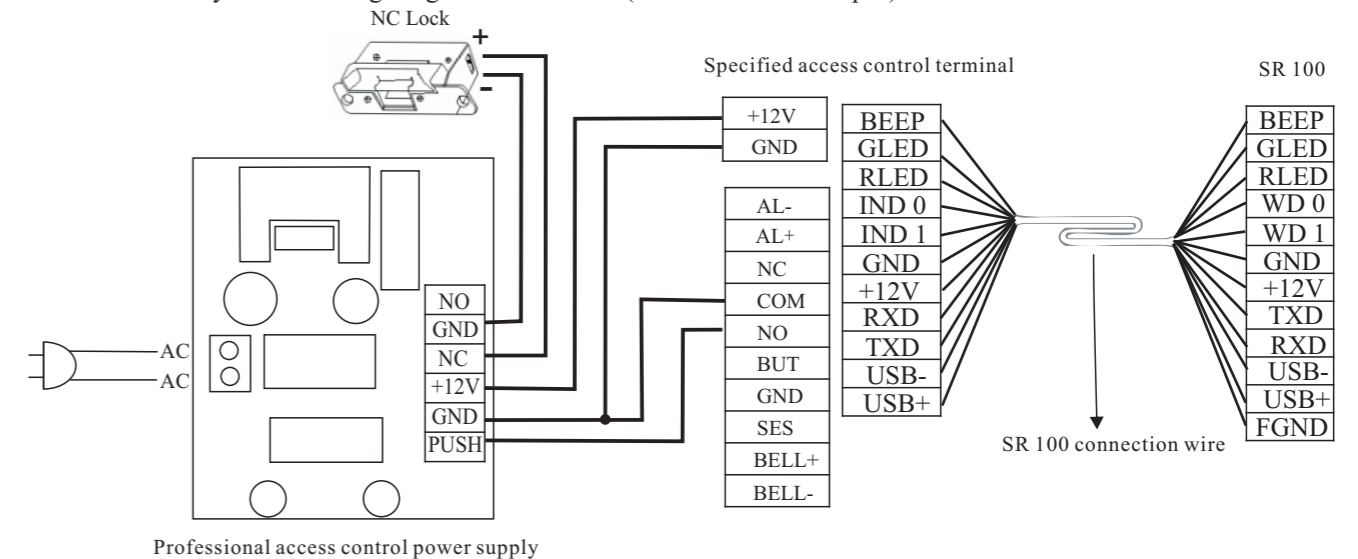 NC Lock
+
-
Specified access control terminal
SR 100
+12V
GND
AL-
AL+
NC
COM
NO
BUT
GND
SES
BELL+
BELL-
BEEP
GLED
RLED
IND 0
IND 1
GND
+12V
RXD
TXD
USB-
USB+
BEEP
GLED
RLED
WD 0
WD 1
GND
+12V
TXD
RXD
USB-
USB+
FGND
NO
GND
NC
+12V
GND
PUSH
AC
AC
SR 100 connection wire
Professional access control power supply